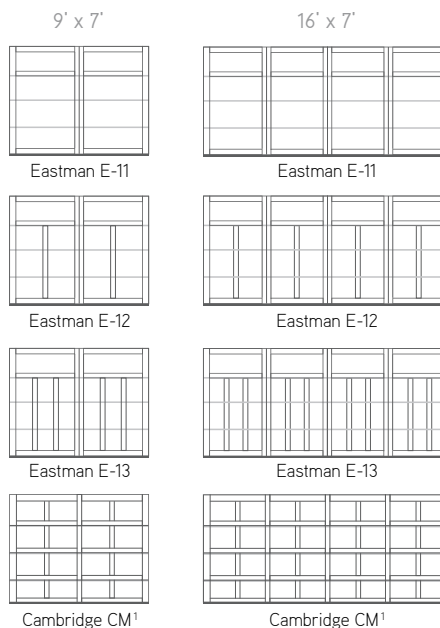 9' x 7' 16' x 7'
Eastman E-11 Eastman E-11
Eastman E-12 Eastman E-12
Eastman E-13 Eastman E-13
Cambridge CM¹ Cambridge CM¹